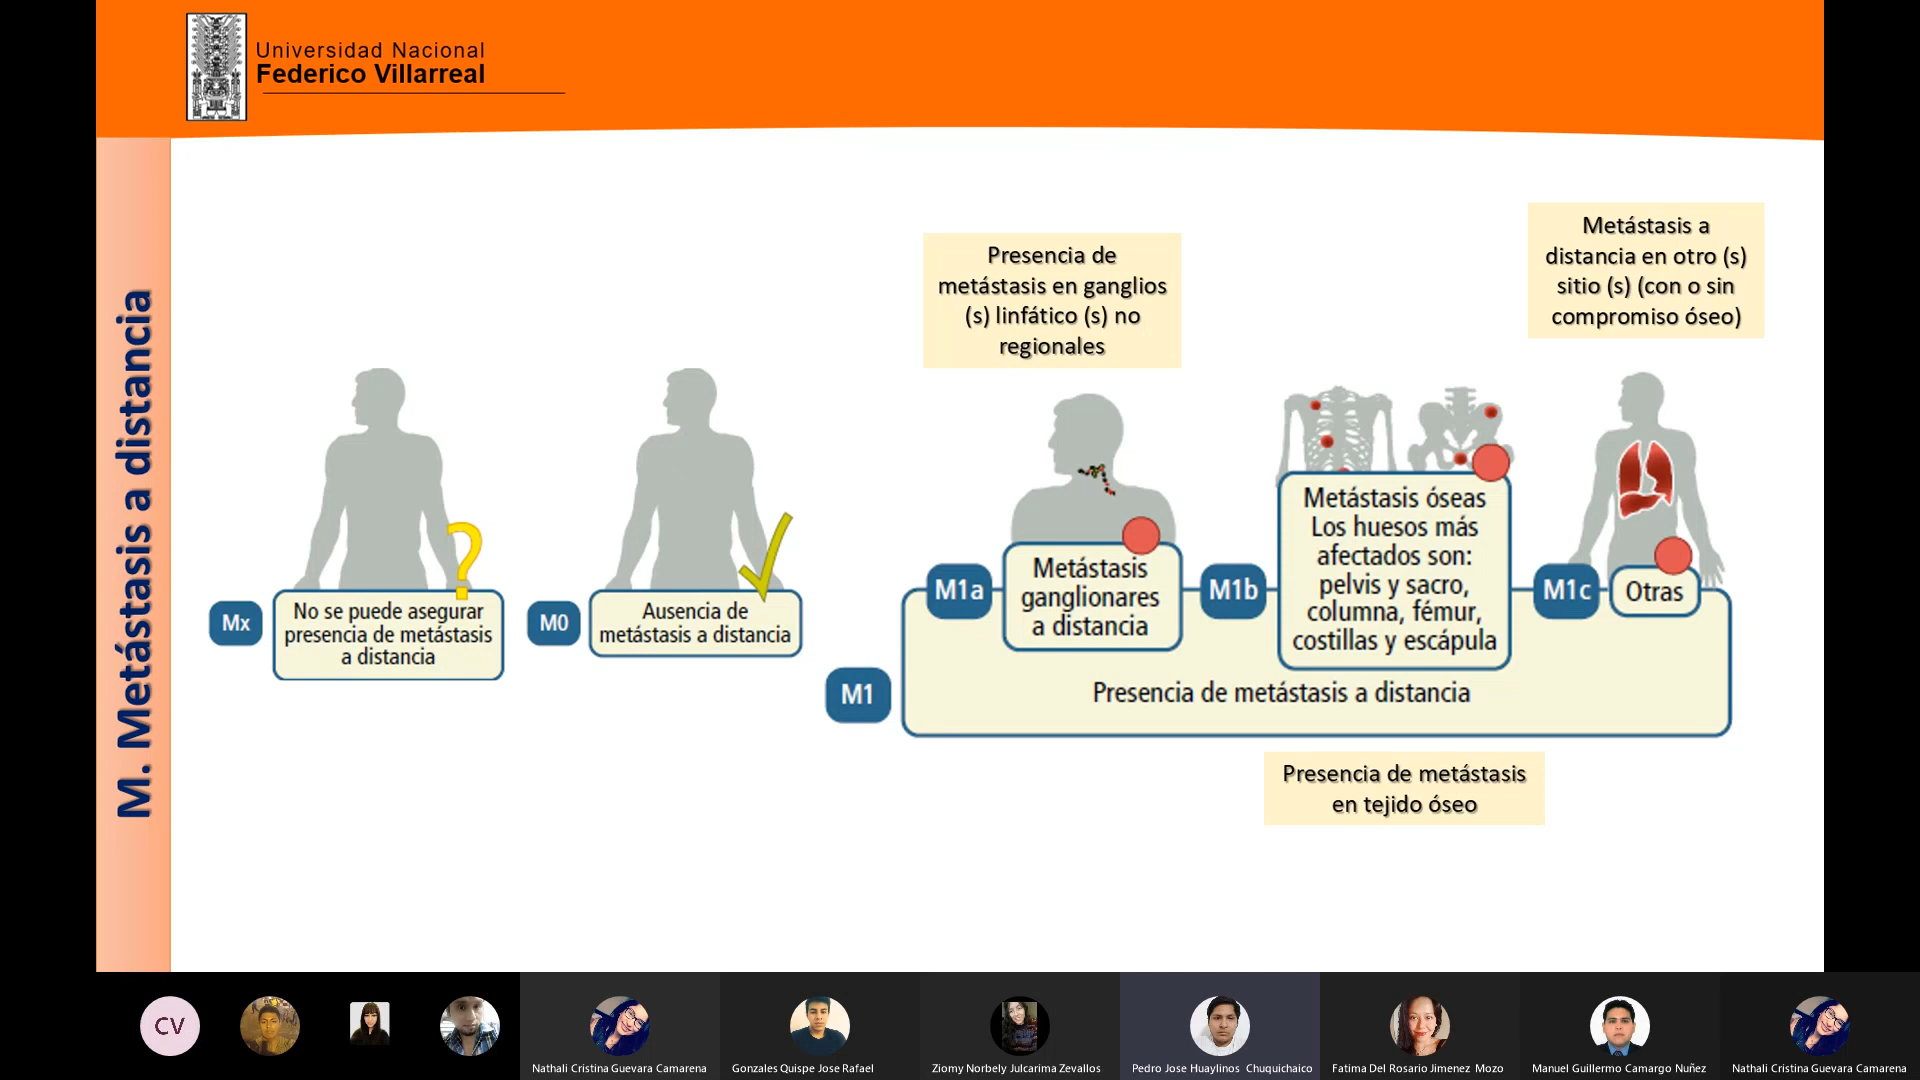 Universidad Nacional
Federico Villarreal
M. Metástasis a distancia
Presencia de
metástasis en ganglios
(s) linfático (s) no
regionales
Metástasis a
distancia en otro (s)
sitio (s) (con o sin
compromiso óseo)
Mx
No se puede asegurar
presencia de metástasis
a distancia
M0
Ausencia de
metástasis a distancia
M1
M1a
Metástasis
ganglionares
a distancia
M1b
Metástasis óseas
Los huesos más
afectados son:
pelvis y sacro,
columna, fémur,
costillas y escápula
M1c
Otras
Presencia de metástasis a distancia
Presencia de metástasis
en tejido óseo
CV
Nathali Cristina Guevara Camarena
Gonzales Quispe Jose Rafael
Ziomy Norbely Julcarima Zevallos
Pedro Jose Huaylinos Chuquichaico
Fatima Del Rosario Jimenez Mozo
Manuel Guillermo Camargo Nuñez
Nathali Cristina Guevara Camarena